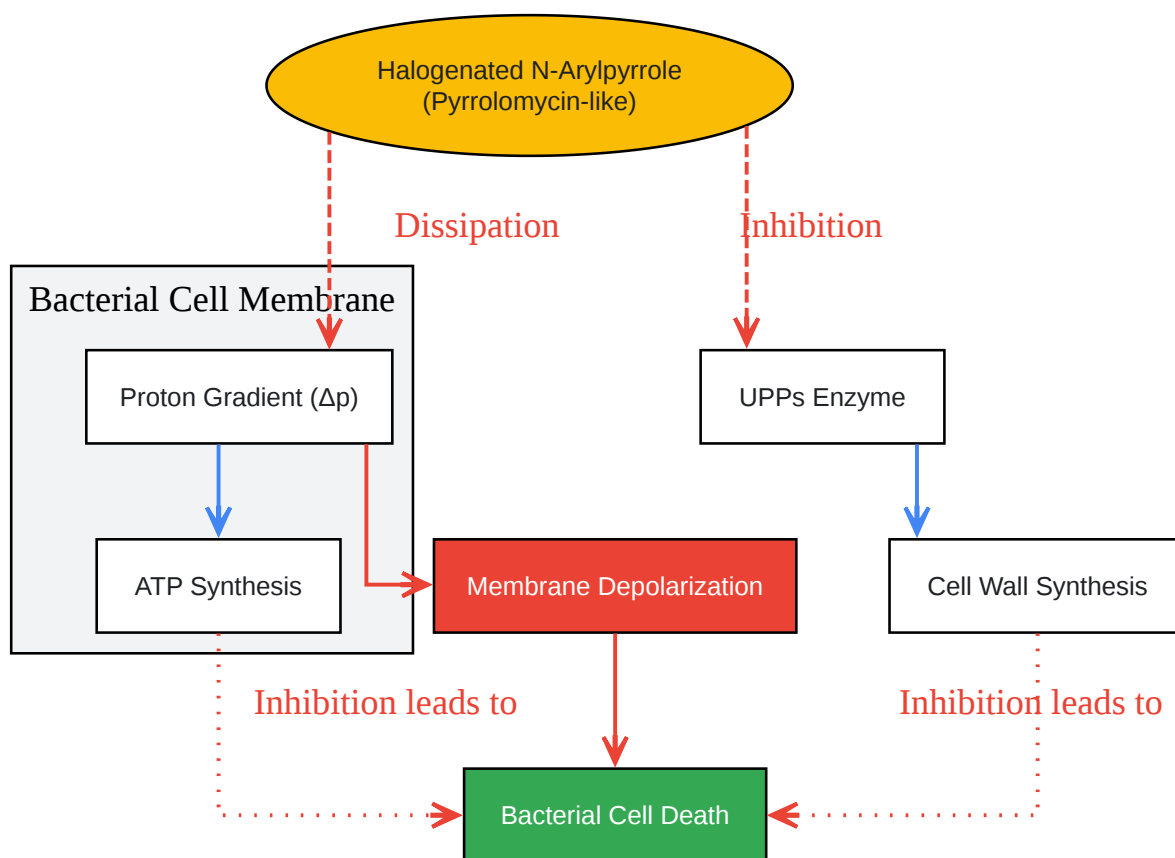 Halogenated N-Arylpyrrole
(Pyrrolomycin-like)
Dissipation
Inhibition
Bacterial Cell Membrane
Proton Gradient (Δp)
UPPs Enzyme
ATP Synthesis
Membrane Depolarization
Cell Wall Synthesis
Inhibition leads to
Inhibition leads to
Bacterial Cell Death